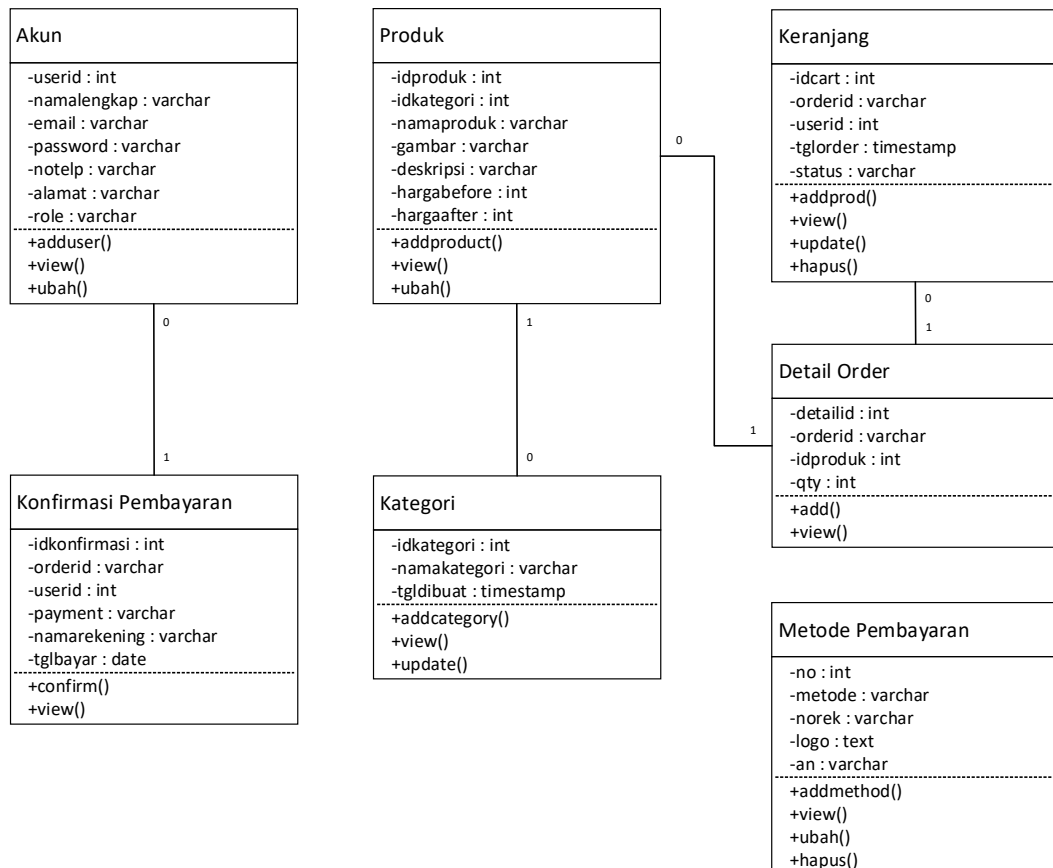 Akun
-userid : int
-namalengkap : varchar
-email : varchar
-password : varchar
-notelp : varchar
-alamat : varchar
-role : varchar
+adduser()
+view()
+ubah()
0
1
Konfirmasi Pembayaran
-idkonfirmasi : int
-orderid : varchar
-userid : int
-payment : varchar
-namarekening : varchar
-tglbayar : date
+confirm()
+view()
Produk
-idproduk : int
-idkategori : int
-namaproduk : varchar
-gambar : varchar
-deskripsi : varchar
-hargabefore : int
-hargaafter : int
+addproduct()
+view()
+ubah()
1
0
Kategori
-idkategori : int
-namakategori : varchar
-tgldibuat : timestamp
+addcategory()
+view()
+update()
0
1
Keranjang
-idcart : int
-orderid : varchar
-userid : int
-tglorder : timestamp
-status : varchar
+addprod()
+view()
+update()
+hapus()
0
1
Detail Order
-detailid : int
-orderid : varchar
-idproduk : int
-qty : int
+add()
+view()
Metode Pembayaran
-no : int
-metode : varchar
-norek : varchar
-logo : text
-an : varchar
+addmethod()
+view()
+ubah()
+hapus()